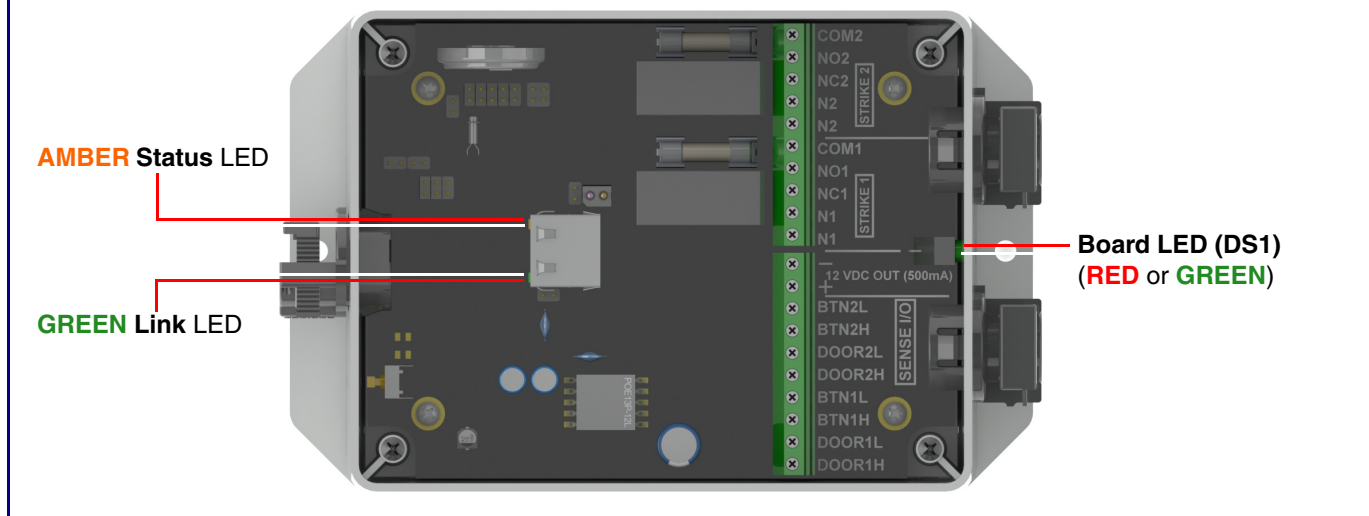 AMBER Status LED
GREEN Link LED
COM2
NO2
NC2
N2
N2
STRIKE 2
COM1
NO1
NC1
N1
N1
STRIKE 1
–
12 VDC OUT (500mA)
+
BTN2L
BTN2H
DOOR2L
DOOR2H
BTN1L
BTN1H
DOOR1L
DOOR1H
SENSE I/O
POE13P-12L
Board LED (DS1)
(RED or GREEN)